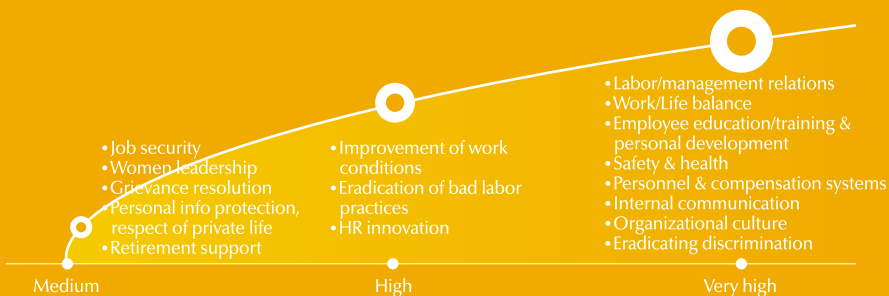 •Job security
•Women leadership
•Grievance resolution
•Personal info protection,
respect of private life
•Retirement support
•Improvement of work
conditions
•Eradication of bad labor
practices
•HR innovation
•Labor/management relations
•Work/Life balance
•Employee education/training &
personal development
•Safety & health
•Personnel & compensation systems
•Internal communication
•Organizational culture
•Eradicating discrimination
Medium
High
Very high